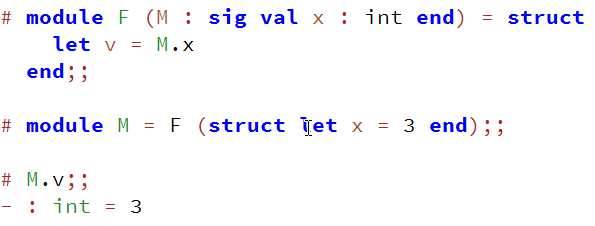 # module F (M : sig val x : int end) = struct
let v = M.x
end;;
# module M = F (struct let x = 3 end);;
# M.v;;
- : int = 3